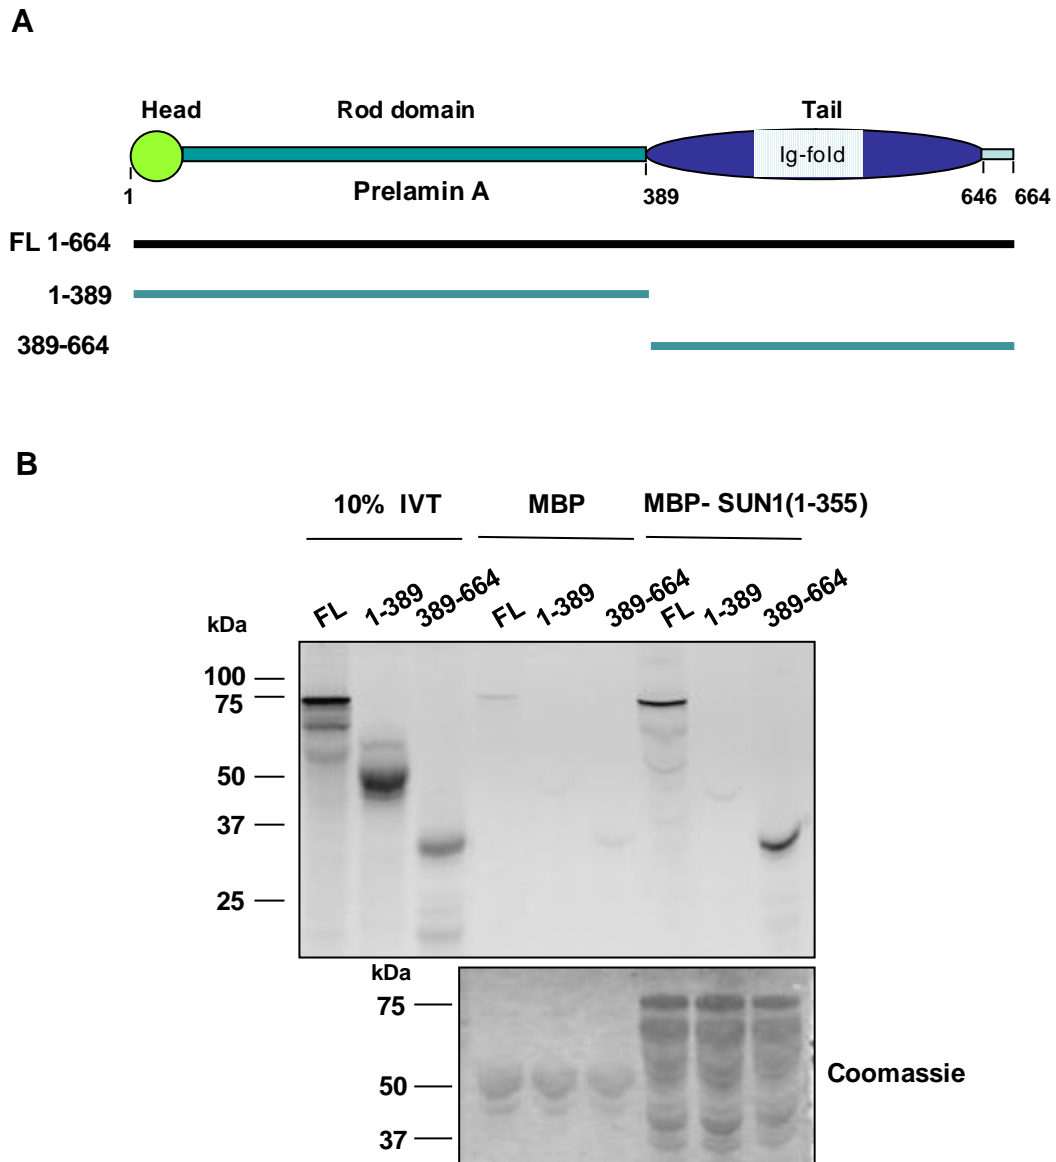 A
Head Rod domain Tail
Ig-fold
1 Prelamin A 389 646 664
FL 1-664
1-389
389-664
B
10% IVT MBP MBP- SUN1(1-355)
FL 1-389 389-664 FL 1-389 389-664 FL 1-389 389-664
kDa
100
75
50
37
25
kDa
75
50
37
Coomassie